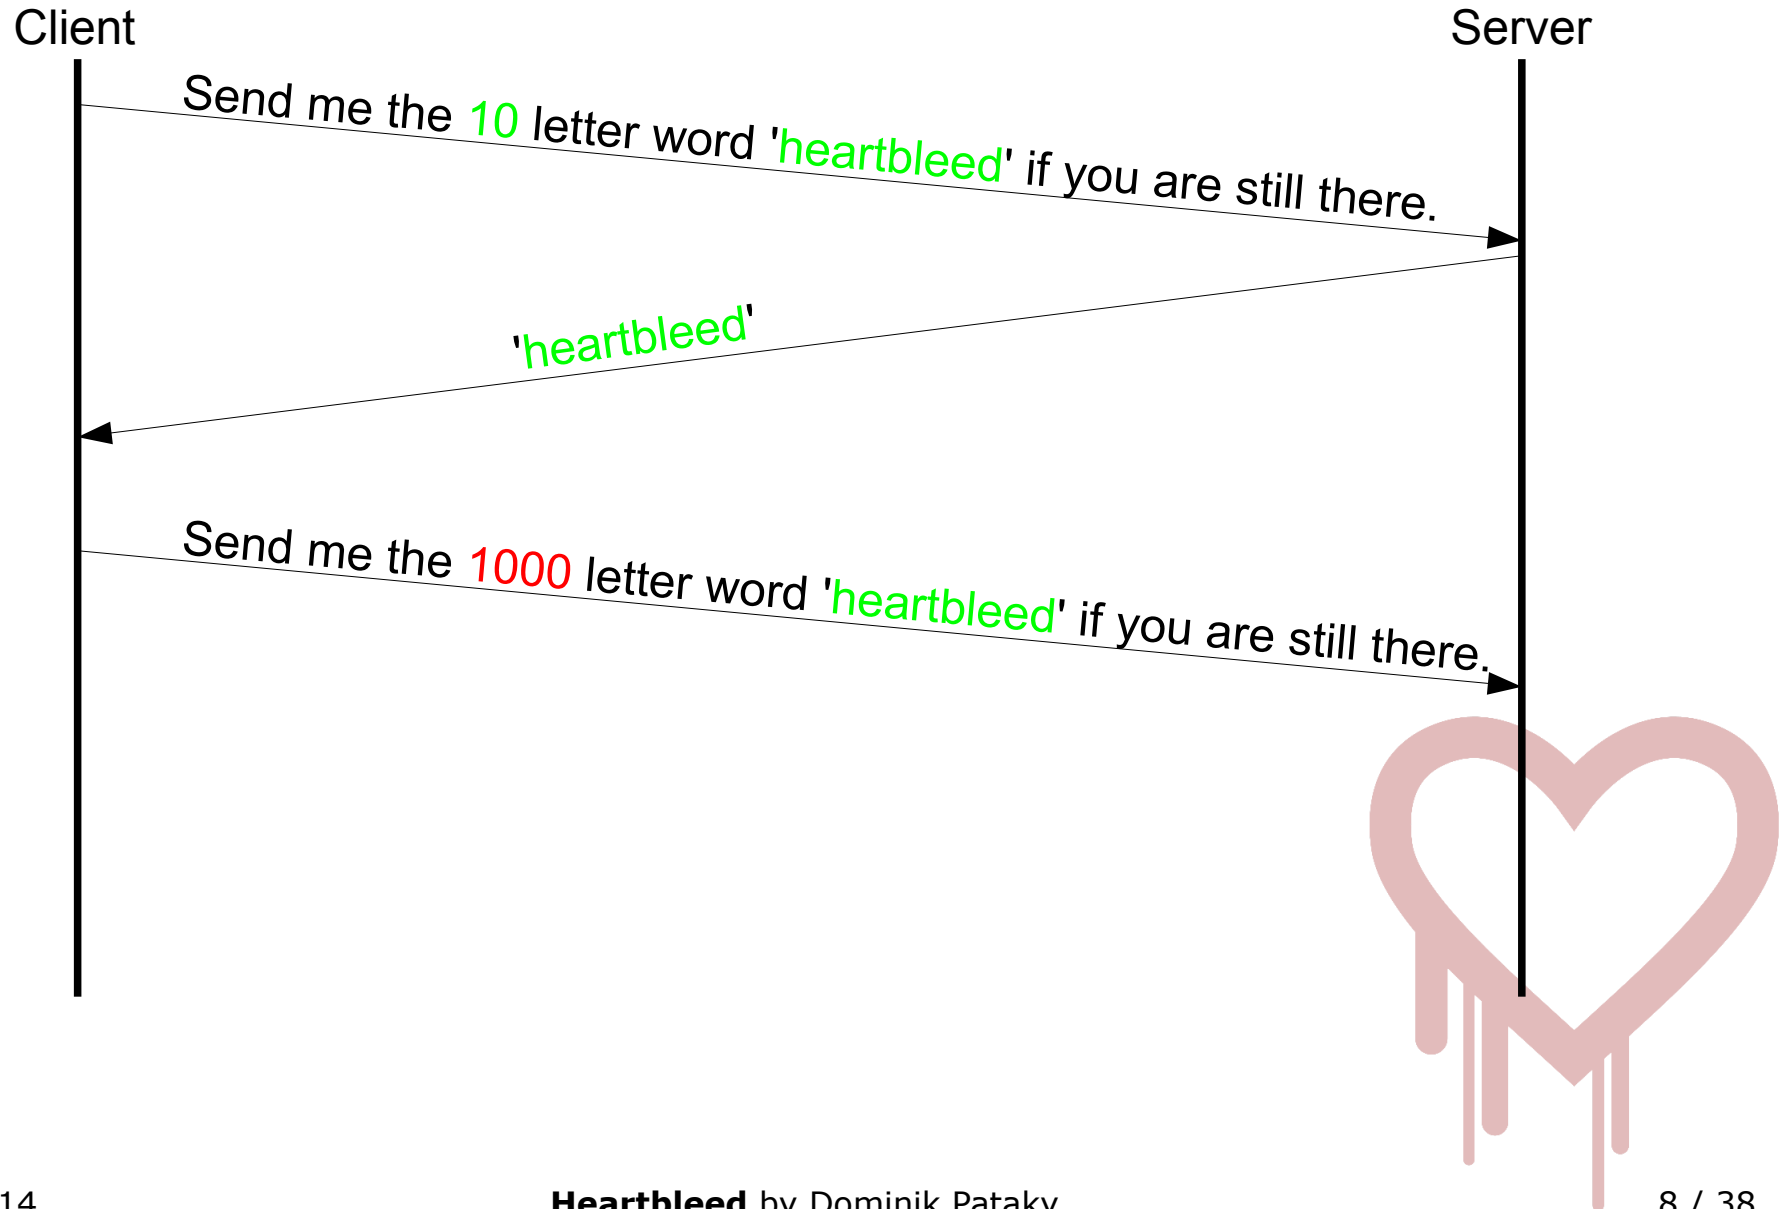 Client
Server
Send me the 10 letter word 'heartbleed' if you are still there.
'heartbleed'
Send me the 1000 letter word 'heartbleed' if you are still there.
14
Heartbleed by Dominik Pataky
8 / 38